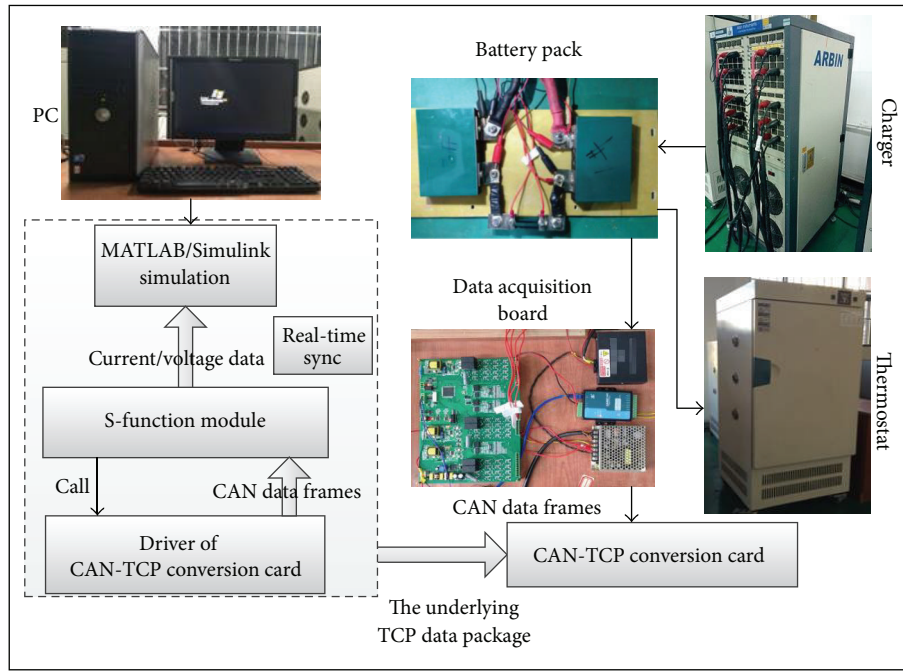 PC
Battery pack
ARBIN
Charger
MATLAB/Simulink
simulation
Real-time
sync
Current/voltage data
S-function module
Call
CAN data frames
Driver of
CAN-TCP conversion card
Data acquisition
board
CAN data frames
CAN-TCP conversion card
Thermostat
The underlying
TCP data package